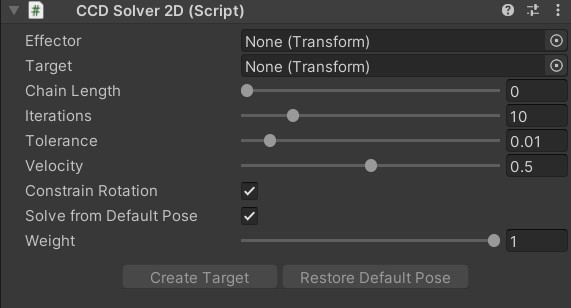 # CCD Solver 2D (Script)
Effector None (Transform)
Target None (Transform)
Chain Length 0
Iterations 10
Tolerance 0.01
Velocity 0.5
Constrain Rotation
Solve from Default Pose
Weight 1
Create Target Restore Default Pose